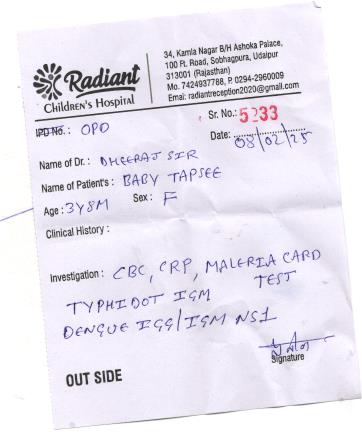 Radiant
Children's Hospital
34, Kamla Nagar B/H Ashoka Palace,
100 Ft. Road, Sobhagpura, Udaipur
313001 (Rajasthan)
Mo. 7424937788, P. 0294-2960009
Emai: radiantreception2020@gmail.com
IPD No.: OPD
Sr. No.: 5233
Date: 08/02/25
Name of Dr.: DHEERAJ SIR
Name of Patient's: BABY TAPSEE
Age: 3Y8M Sex: F
Clinical History:
Investigation: CBC, CRP, MALERIA CARD
TEST
TYPHIDOT IGM
DENGUE IGG/IGM NS1
Signature
OUT SIDE